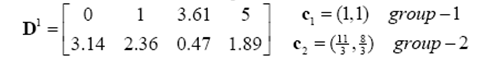 D¹ = [ 0 1 3.61 5 ] c₁ = (1,1) group – 1
[ 3.14 2.36 0.47 1.89 ] c₂ = (11/3, 8/3) group – 2